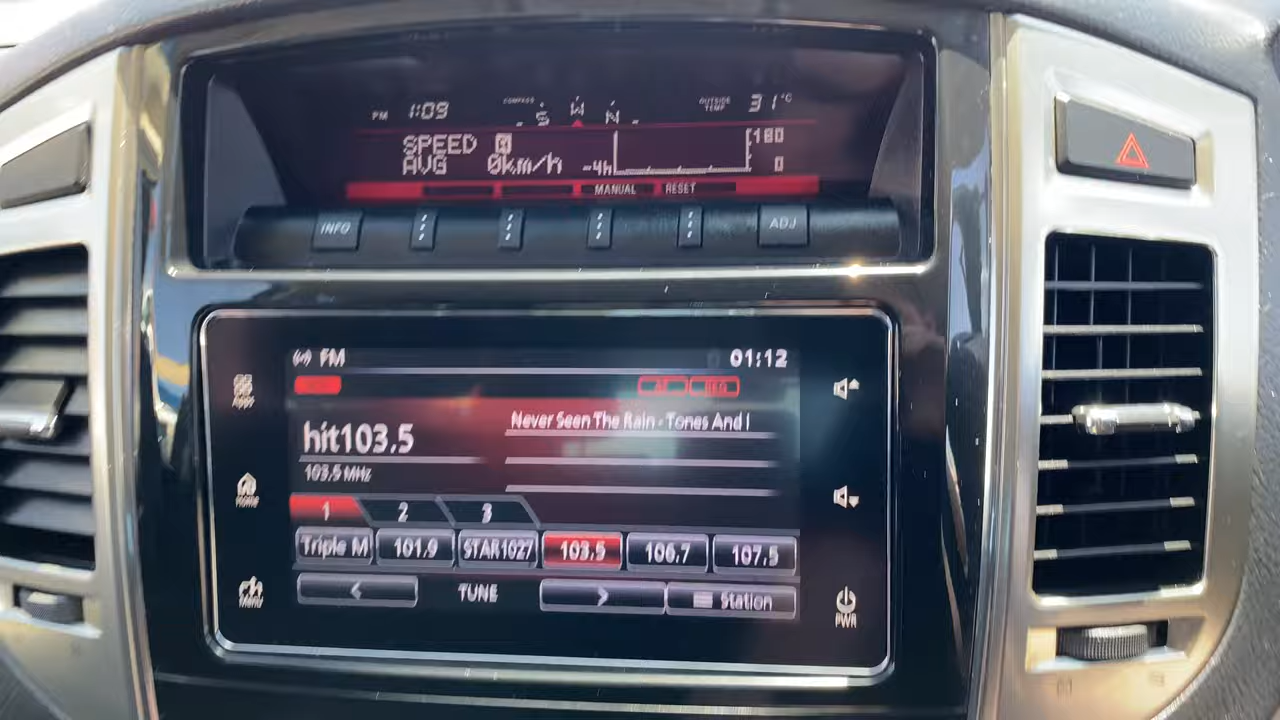 PM 1:09 COMPASS S W N OUTSIDE TEMP 31°C
SPEED
AVG 0km/h -4h 180
0
MANUAL RESET
INFO ADJ
FM 01:12
Apps
REG
Never Seen The Rain - Tones And I
hit103.5
103.5 MHz
Home
1 2 3
Triple M 101.9 STAR1027 103.5 106.7 107.5
< TUNE > Station
Menu
PWR